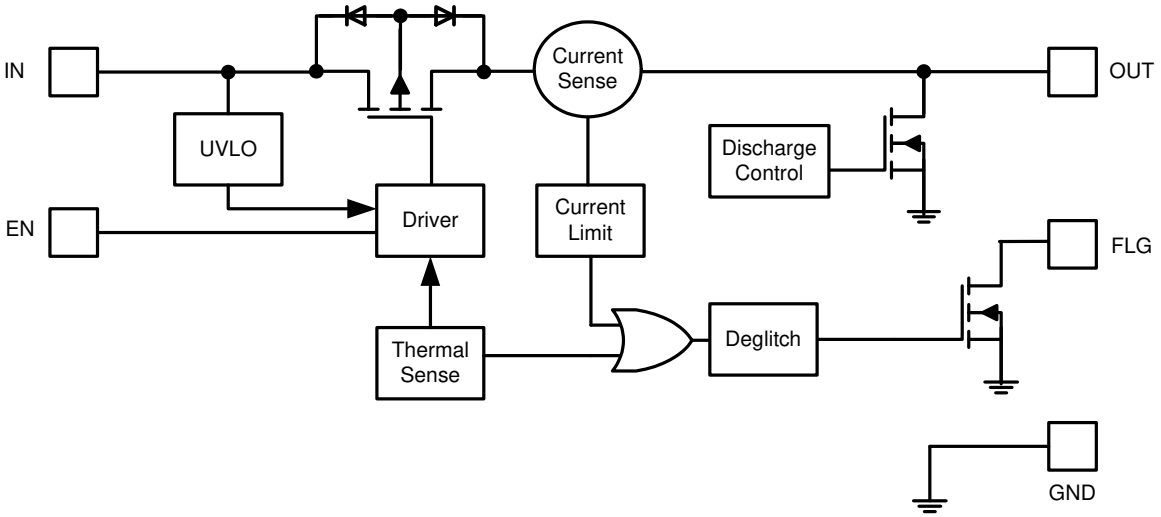 IN
Current
Sense
OUT
UVLO
Discharge
Control
EN
Driver
Current
Limit
FLG
Thermal
Sense
Deglitch
GND